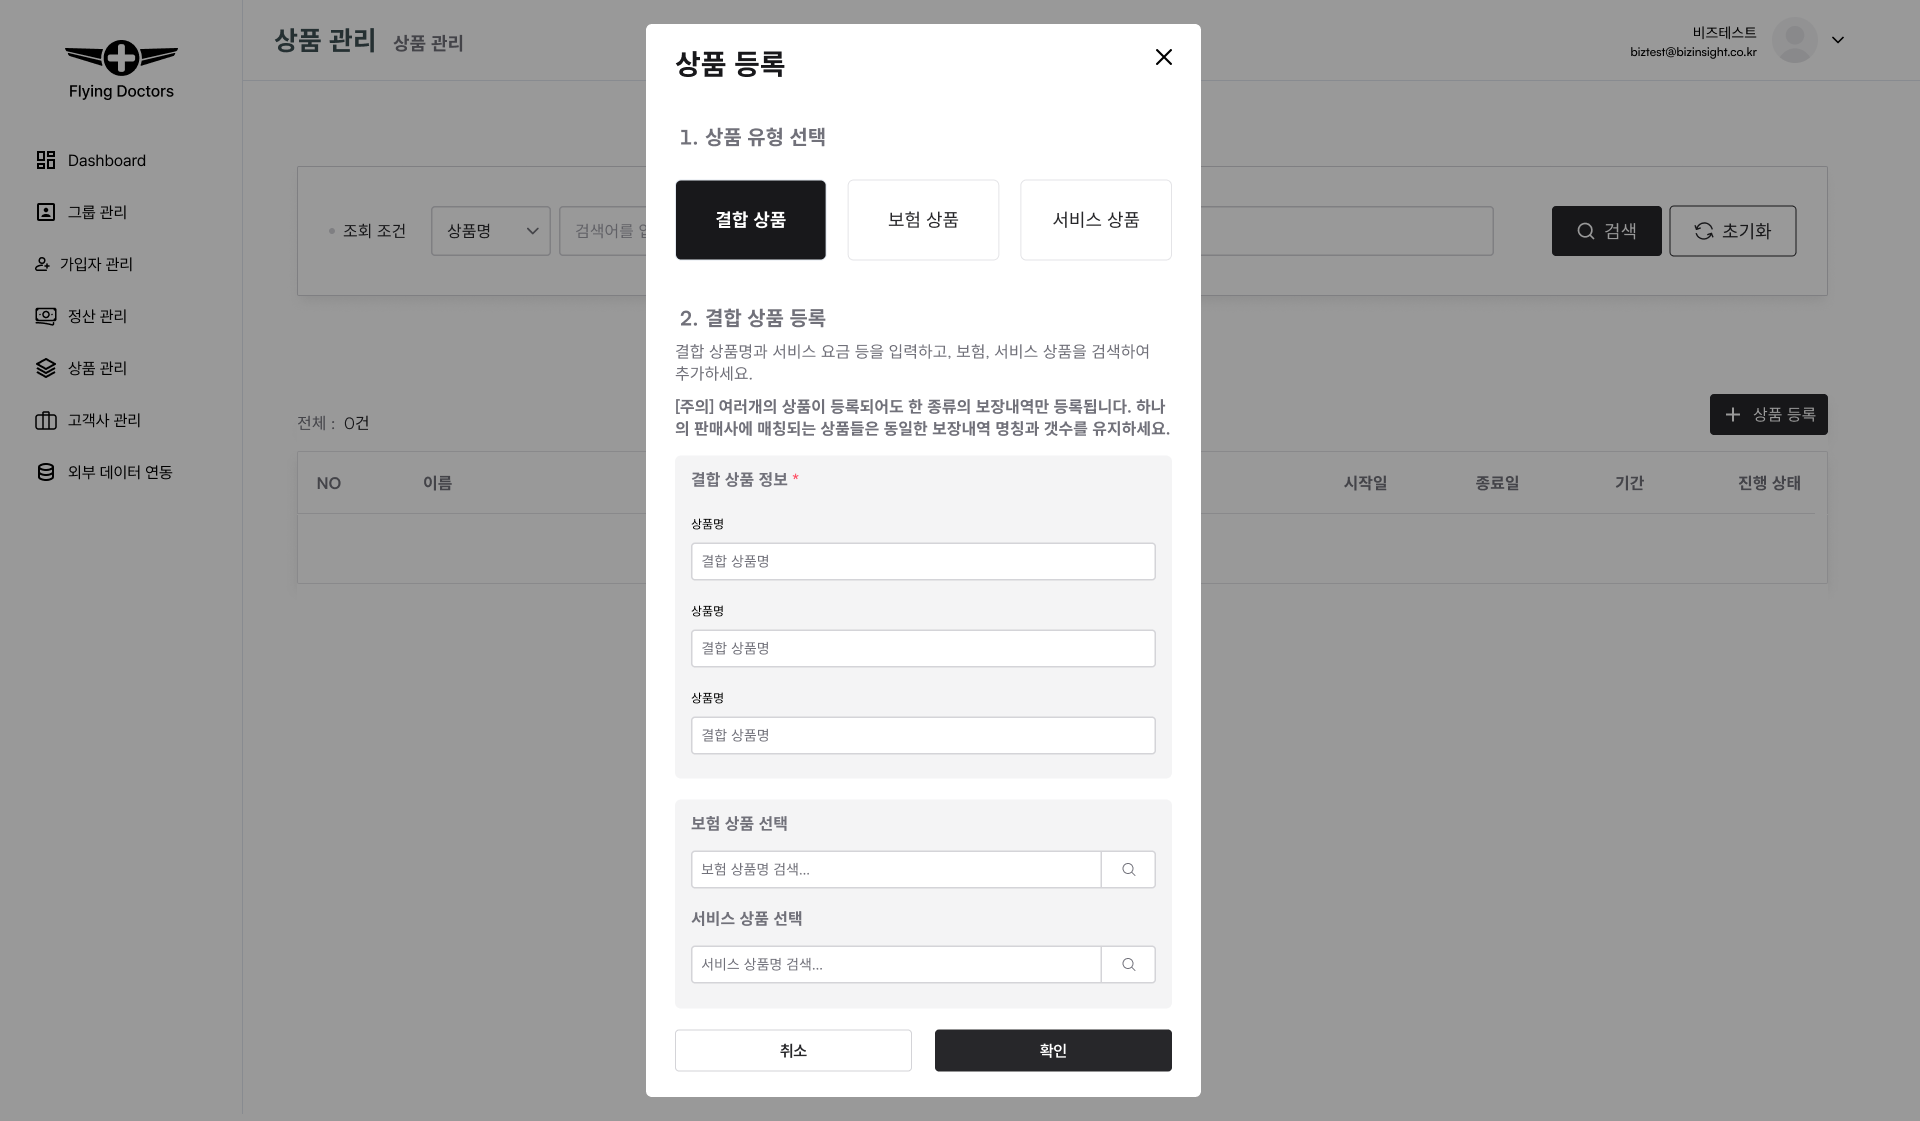 Flying Doctors
Dashboard
그룹 관리
가입자 관리
정산 관리
상품 관리
고객사 관리
외부 데이터 연동
상품 관리 상품 관리
비즈테스트
biztest@bizinsight.co.kr
조회 조건 상품명 검색어를
검색 초기화
전체 : 0건
상품 등록
NO 이름 시작일 종료일 기간 진행 상태
상품 등록
1. 상품 유형 선택
결합 상품 보험 상품 서비스 상품
2. 결합 상품 등록
결합 상품명과 서비스 요금 등을 입력하고, 보험, 서비스 상품을 검색하여
추가하세요.
[주의] 여러개의 상품이 등록되어도 한 종류의 보장내역만 등록됩니다. 하나
의 판매사에 매칭되는 상품들은 동일한 보장내역 명칭과 갯수를 유지하세요.
결합 상품 정보 *
상품명
결합 상품명
상품명
결합 상품명
상품명
결합 상품명
보험 상품 선택
보험 상품명 검색...
서비스 상품 선택
서비스 상품명 검색...
취소 확인